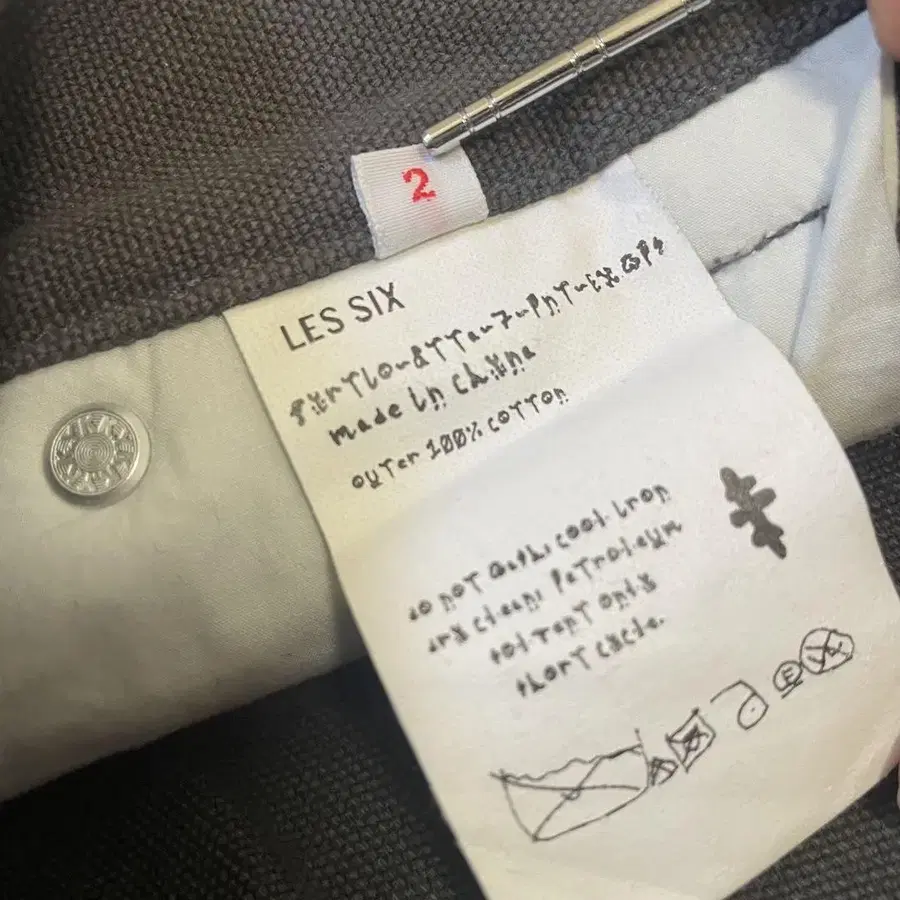 2
LES SIX
made in china
outer 100% cotton
do not wash: cool iron
dry clean: petroleum
solvent only
short cycle.
F